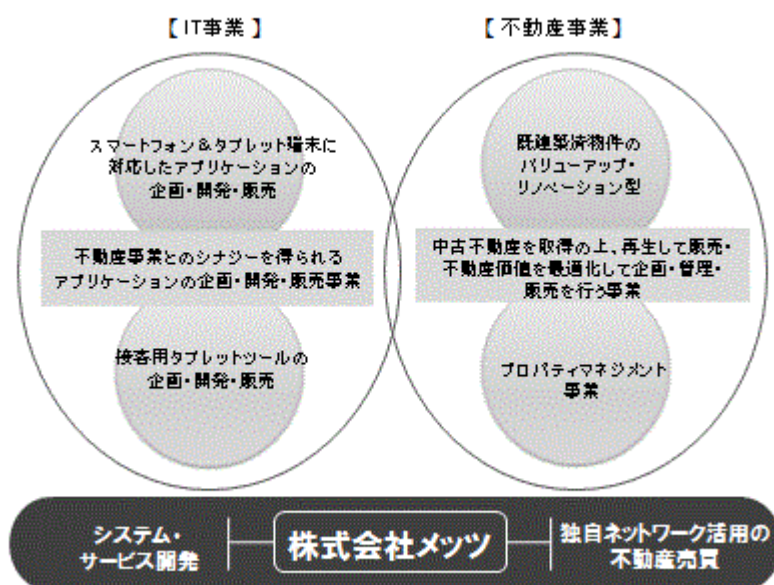 【 IT事業 】
スマートフォン＆タブレット端末に
対応したアプリケーションの
企画・開発・販売
不動産事業とのシナジーを得られる
アプリケーションの企画・開発・販売事業
接客用タブレットツールの
企画・開発・販売
【 不動産事業】
既建築済物件の
バリューアップ・
リノベーション型
中古不動産を取得の上、再生して販売・
不動産価値を最適化して企画・管理・
販売を行う事業
プロパティマネジメント
事業
システム・
サービス開発
株式会社メッツ
独自ネットワーク活用の
不動産売買